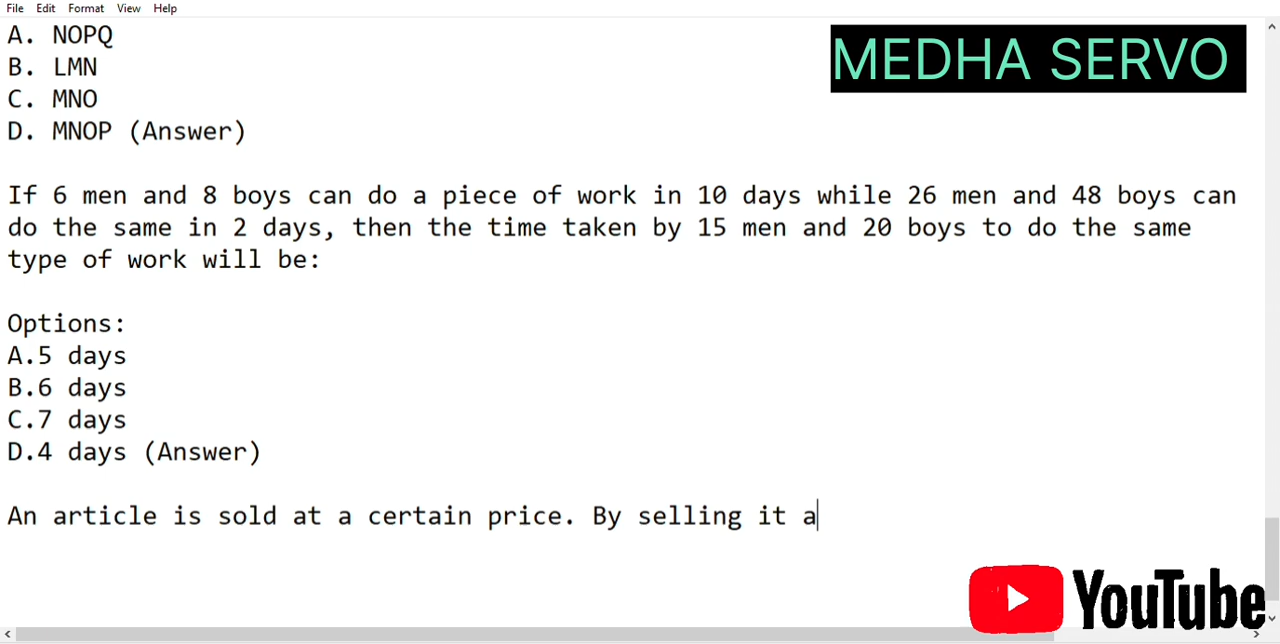 File Edit Format View Help
A. NOPQ
B. LMN
C. MNO
D. MNOP (Answer)
MEDHA SERVO
If 6 men and 8 boys can do a piece of work in 10 days while 26 men and 48 boys can
do the same in 2 days, then the time taken by 15 men and 20 boys to do the same
type of work will be:
Options:
A.5 days
B.6 days
C.7 days
D.4 days (Answer)
An article is sold at a certain price. By selling it a
YouTube